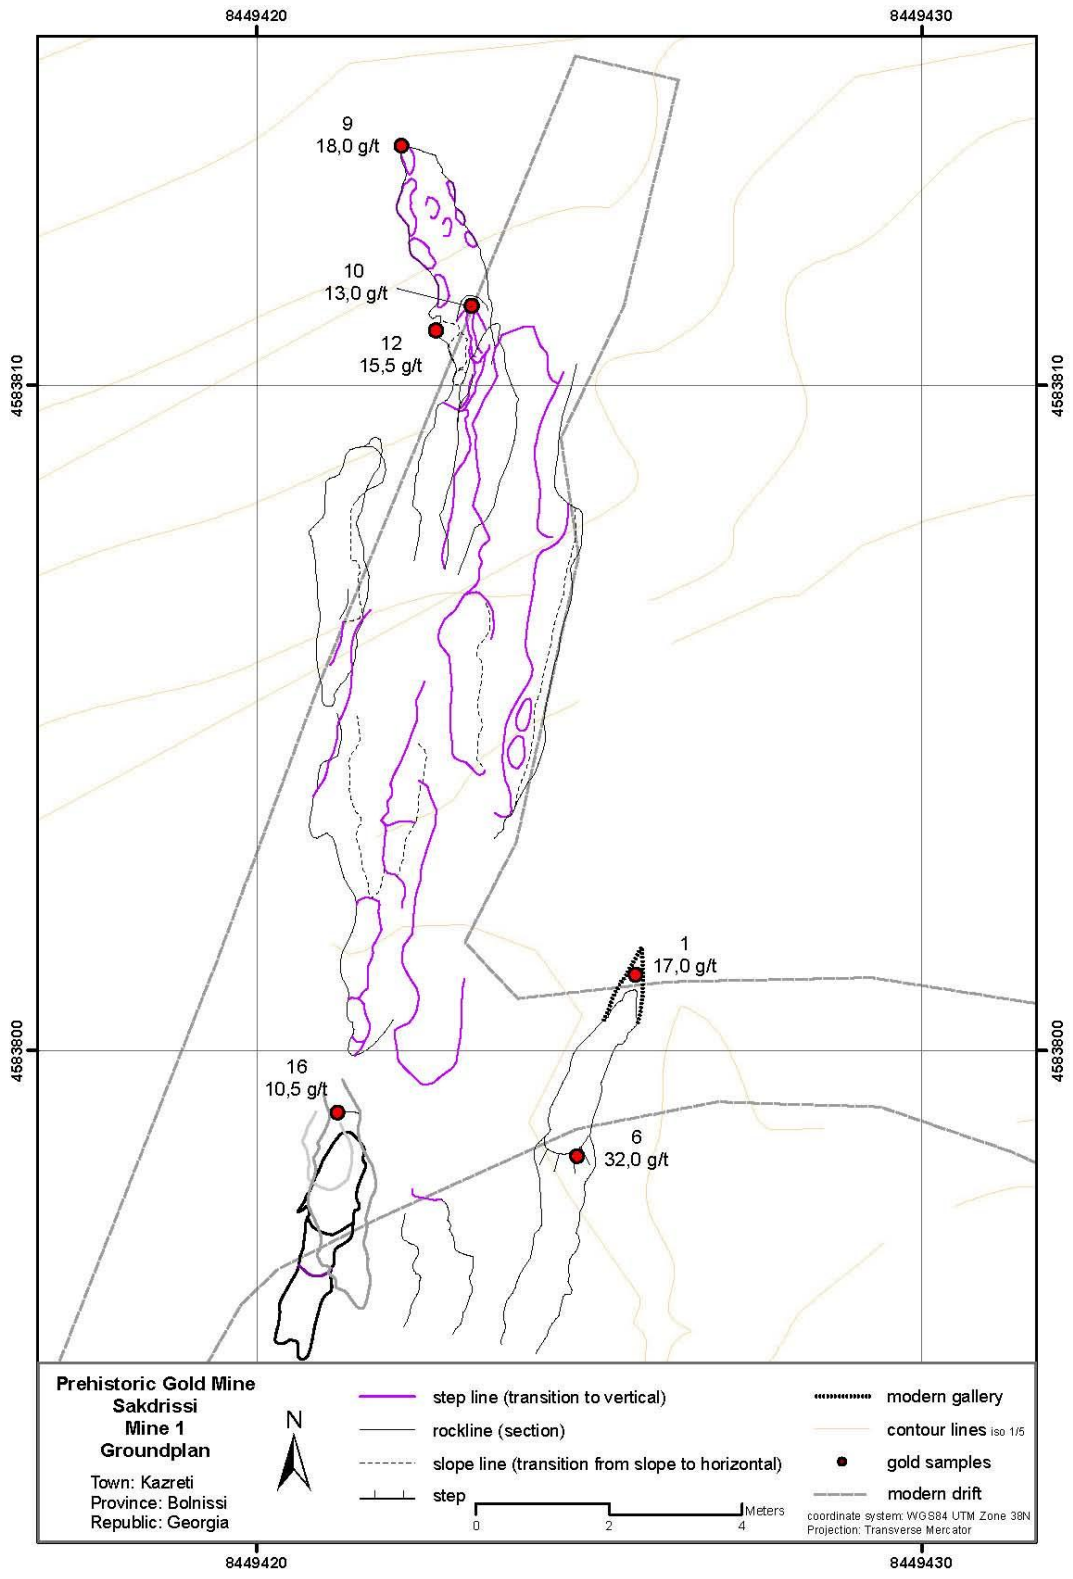 8449420
8449430
9
18,0 g/t
10
13,0 g/t
12
15,5 g/t
4583810
4583810
1
17,0 g/t
4583800
4583800
16
10,5 g/t
6
32,0 g/t
Prehistoric Gold Mine
Sakdrissi
Mine 1
Groundplan
Town: Kazreti
Province: Bolnissi
Republic: Georgia
N
step line (transition to vertical)
rockline (section)
slope line (transition from slope to horizontal)
step
0 2 4 Meters
modern gallery
contour lines iso 1/5
gold samples
modern drift
coordinate system: WGS84 UTM Zone 38N
Projection: Transverse Mercator
8449420
8449430